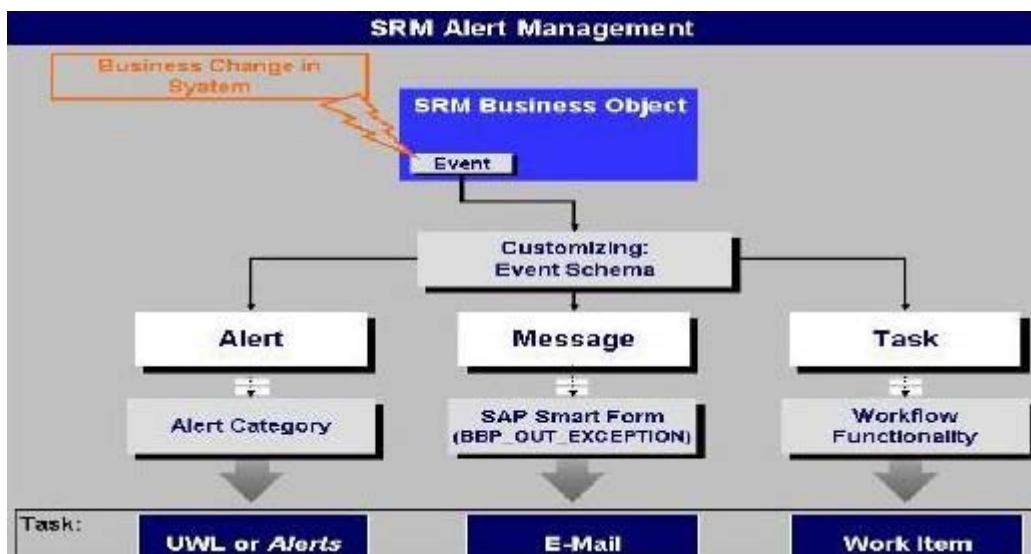 SRM Alert Management
Business Change in
System
SRM Business Object
Event
Customizing:
Event Schema
Alert
Message
Task
Alert Category
SAP Smart Form
(BBP_OUT_EXCEPTION)
Workflow
Functionality
Task:
UWL or Alerts
E-Mail
Work Item